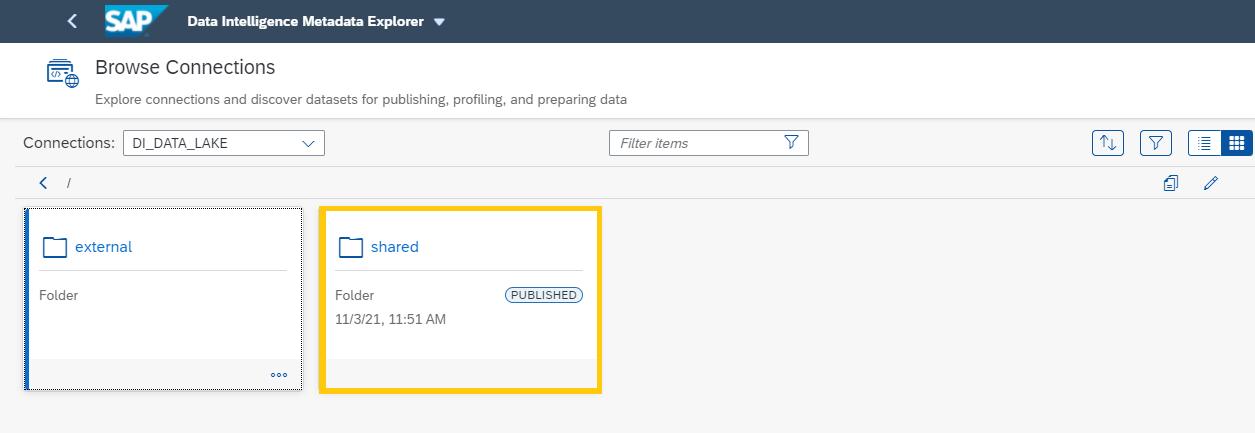 SAP Data Intelligence Metadata Explorer
Browse Connections
Explore connections and discover datasets for publishing, profiling, and preparing data
Connections: DI_DATA_LAKE Filter items
/
external
Folder
shared
Folder PUBLISHED
11/3/21, 11:51 AM